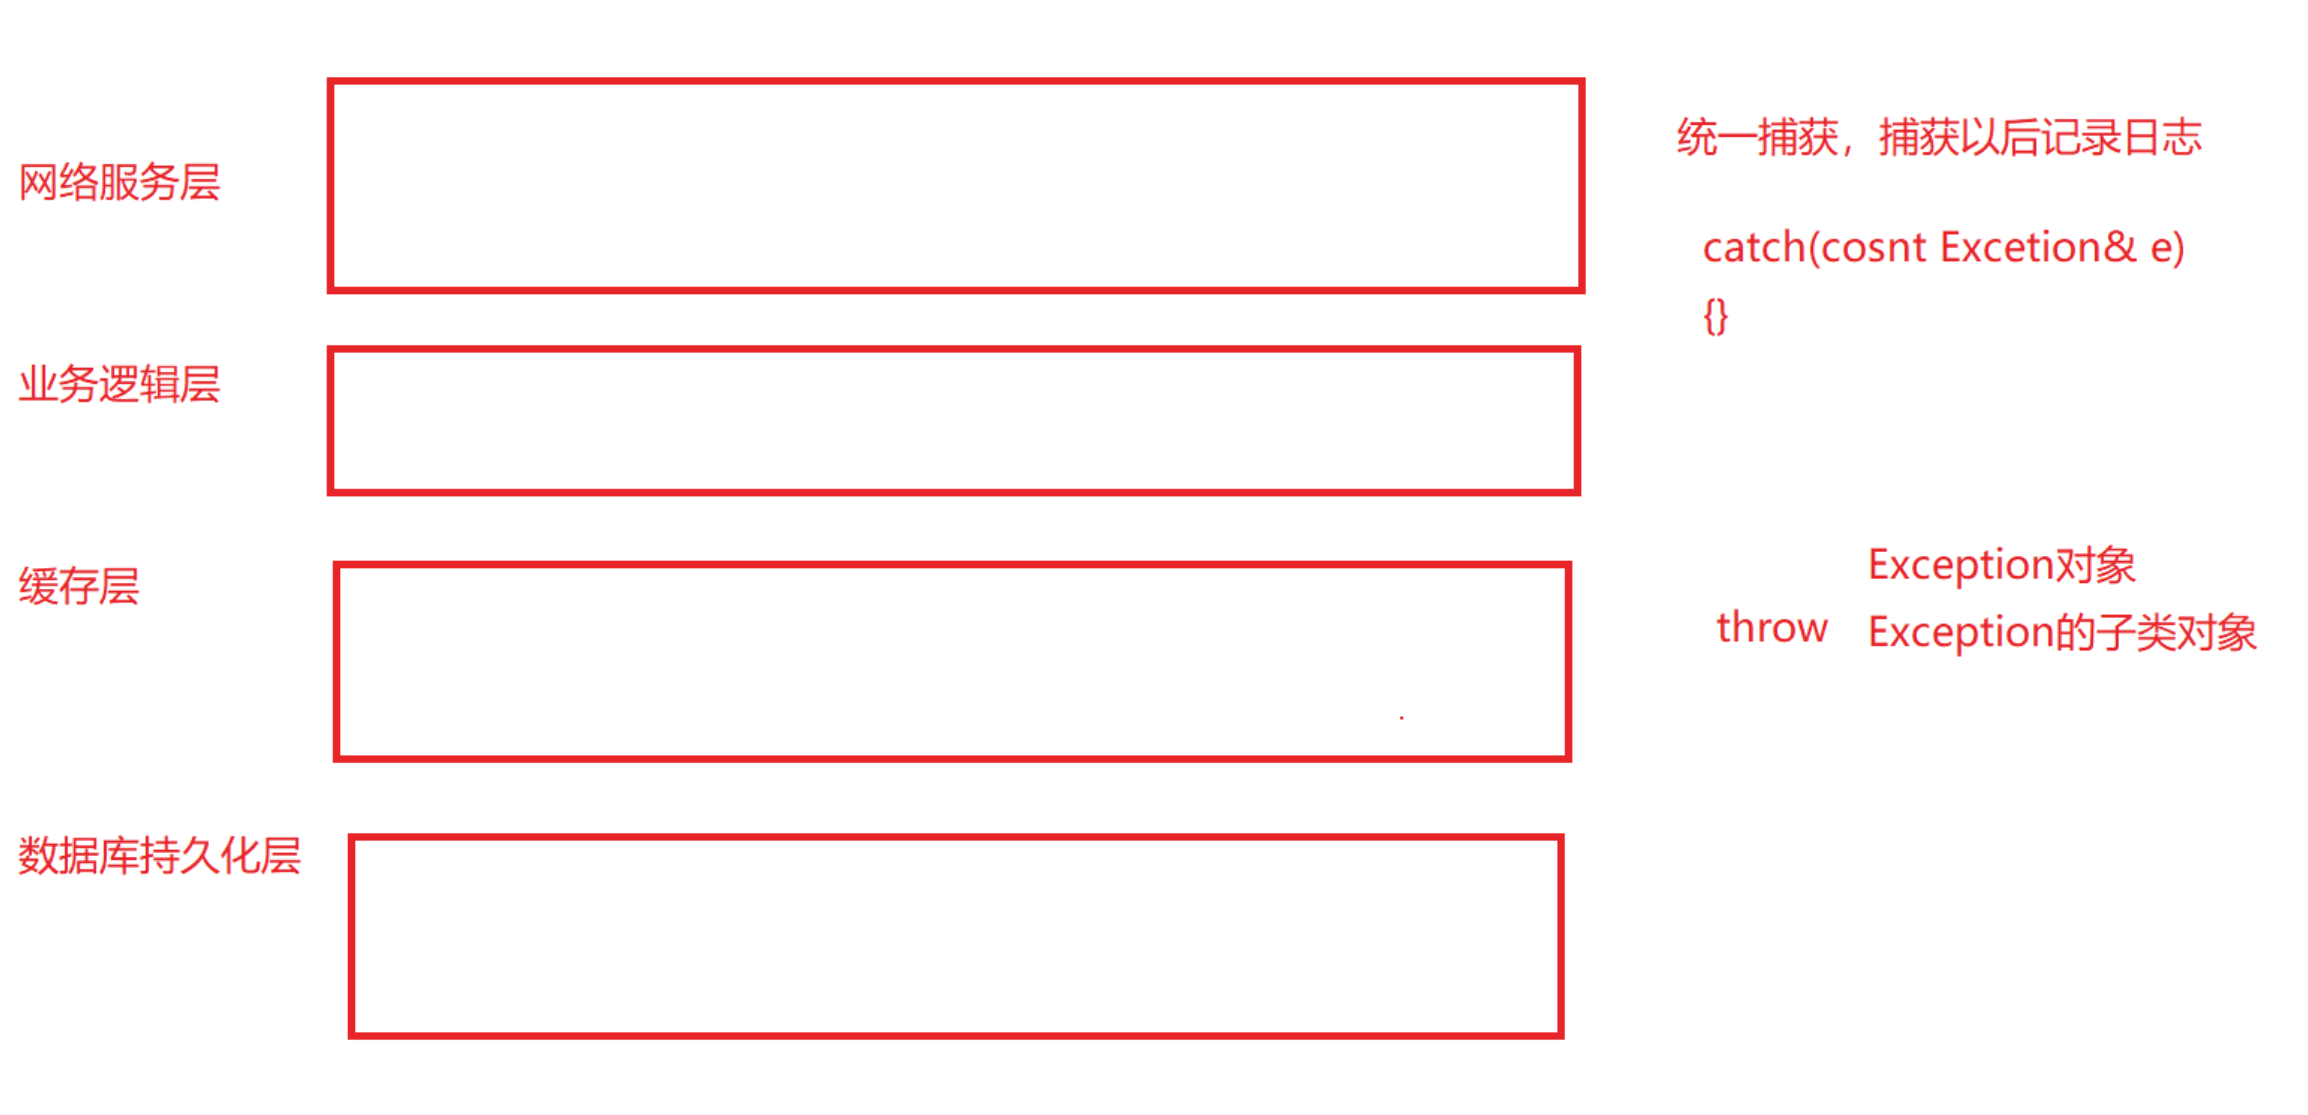 统一捕获，捕获以后记录日志
网络服务层
catch(cosnt Excetion& e)
{}
业务逻辑层
Exception对象
缓存层
throw Exception的子类对象
数据库持久化层